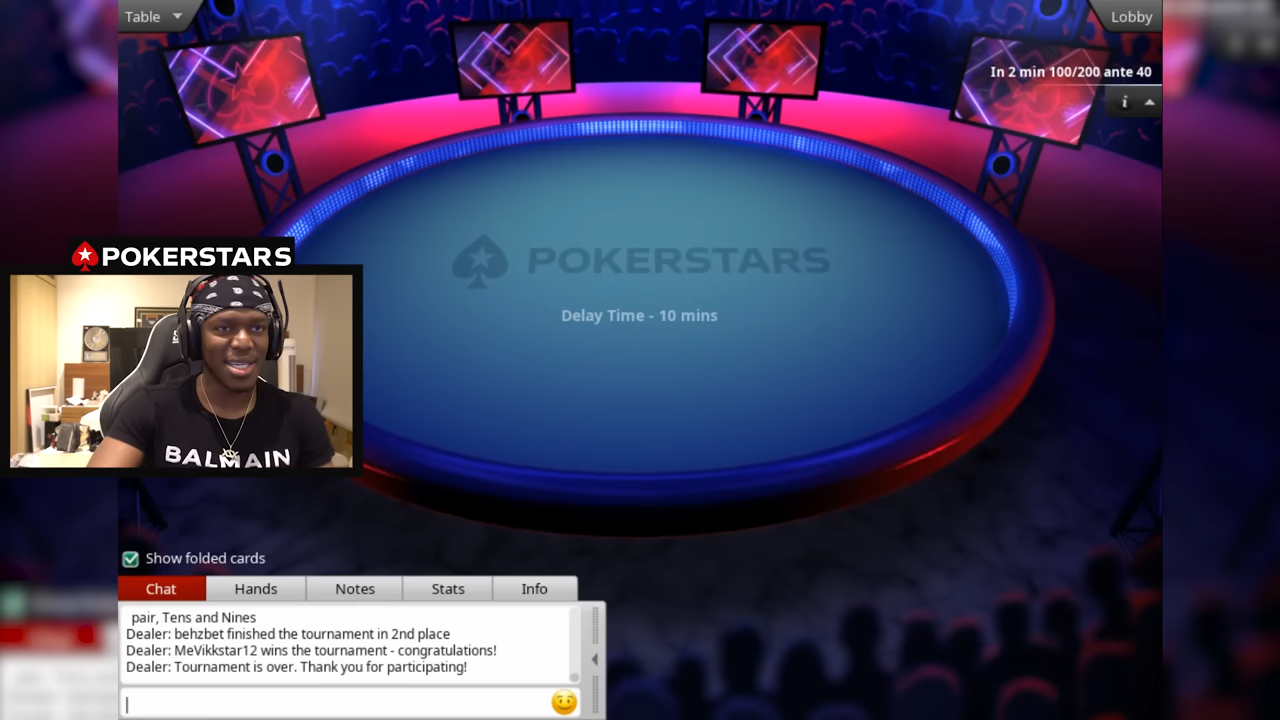 Table
Lobby
In 2 min 100/200 ante 40
i
POKERSTARS
POKERSTARS
Delay Time - 10 mins
BALMAIN
Show folded cards
Chat
Hands
Notes
Stats
Info
pair, Tens and Nines
Dealer: behzbet finished the tournament in 2nd place
Dealer: MeVikkstar12 wins the tournament - congratulations!
Dealer: Tournament is over. Thank you for participating!